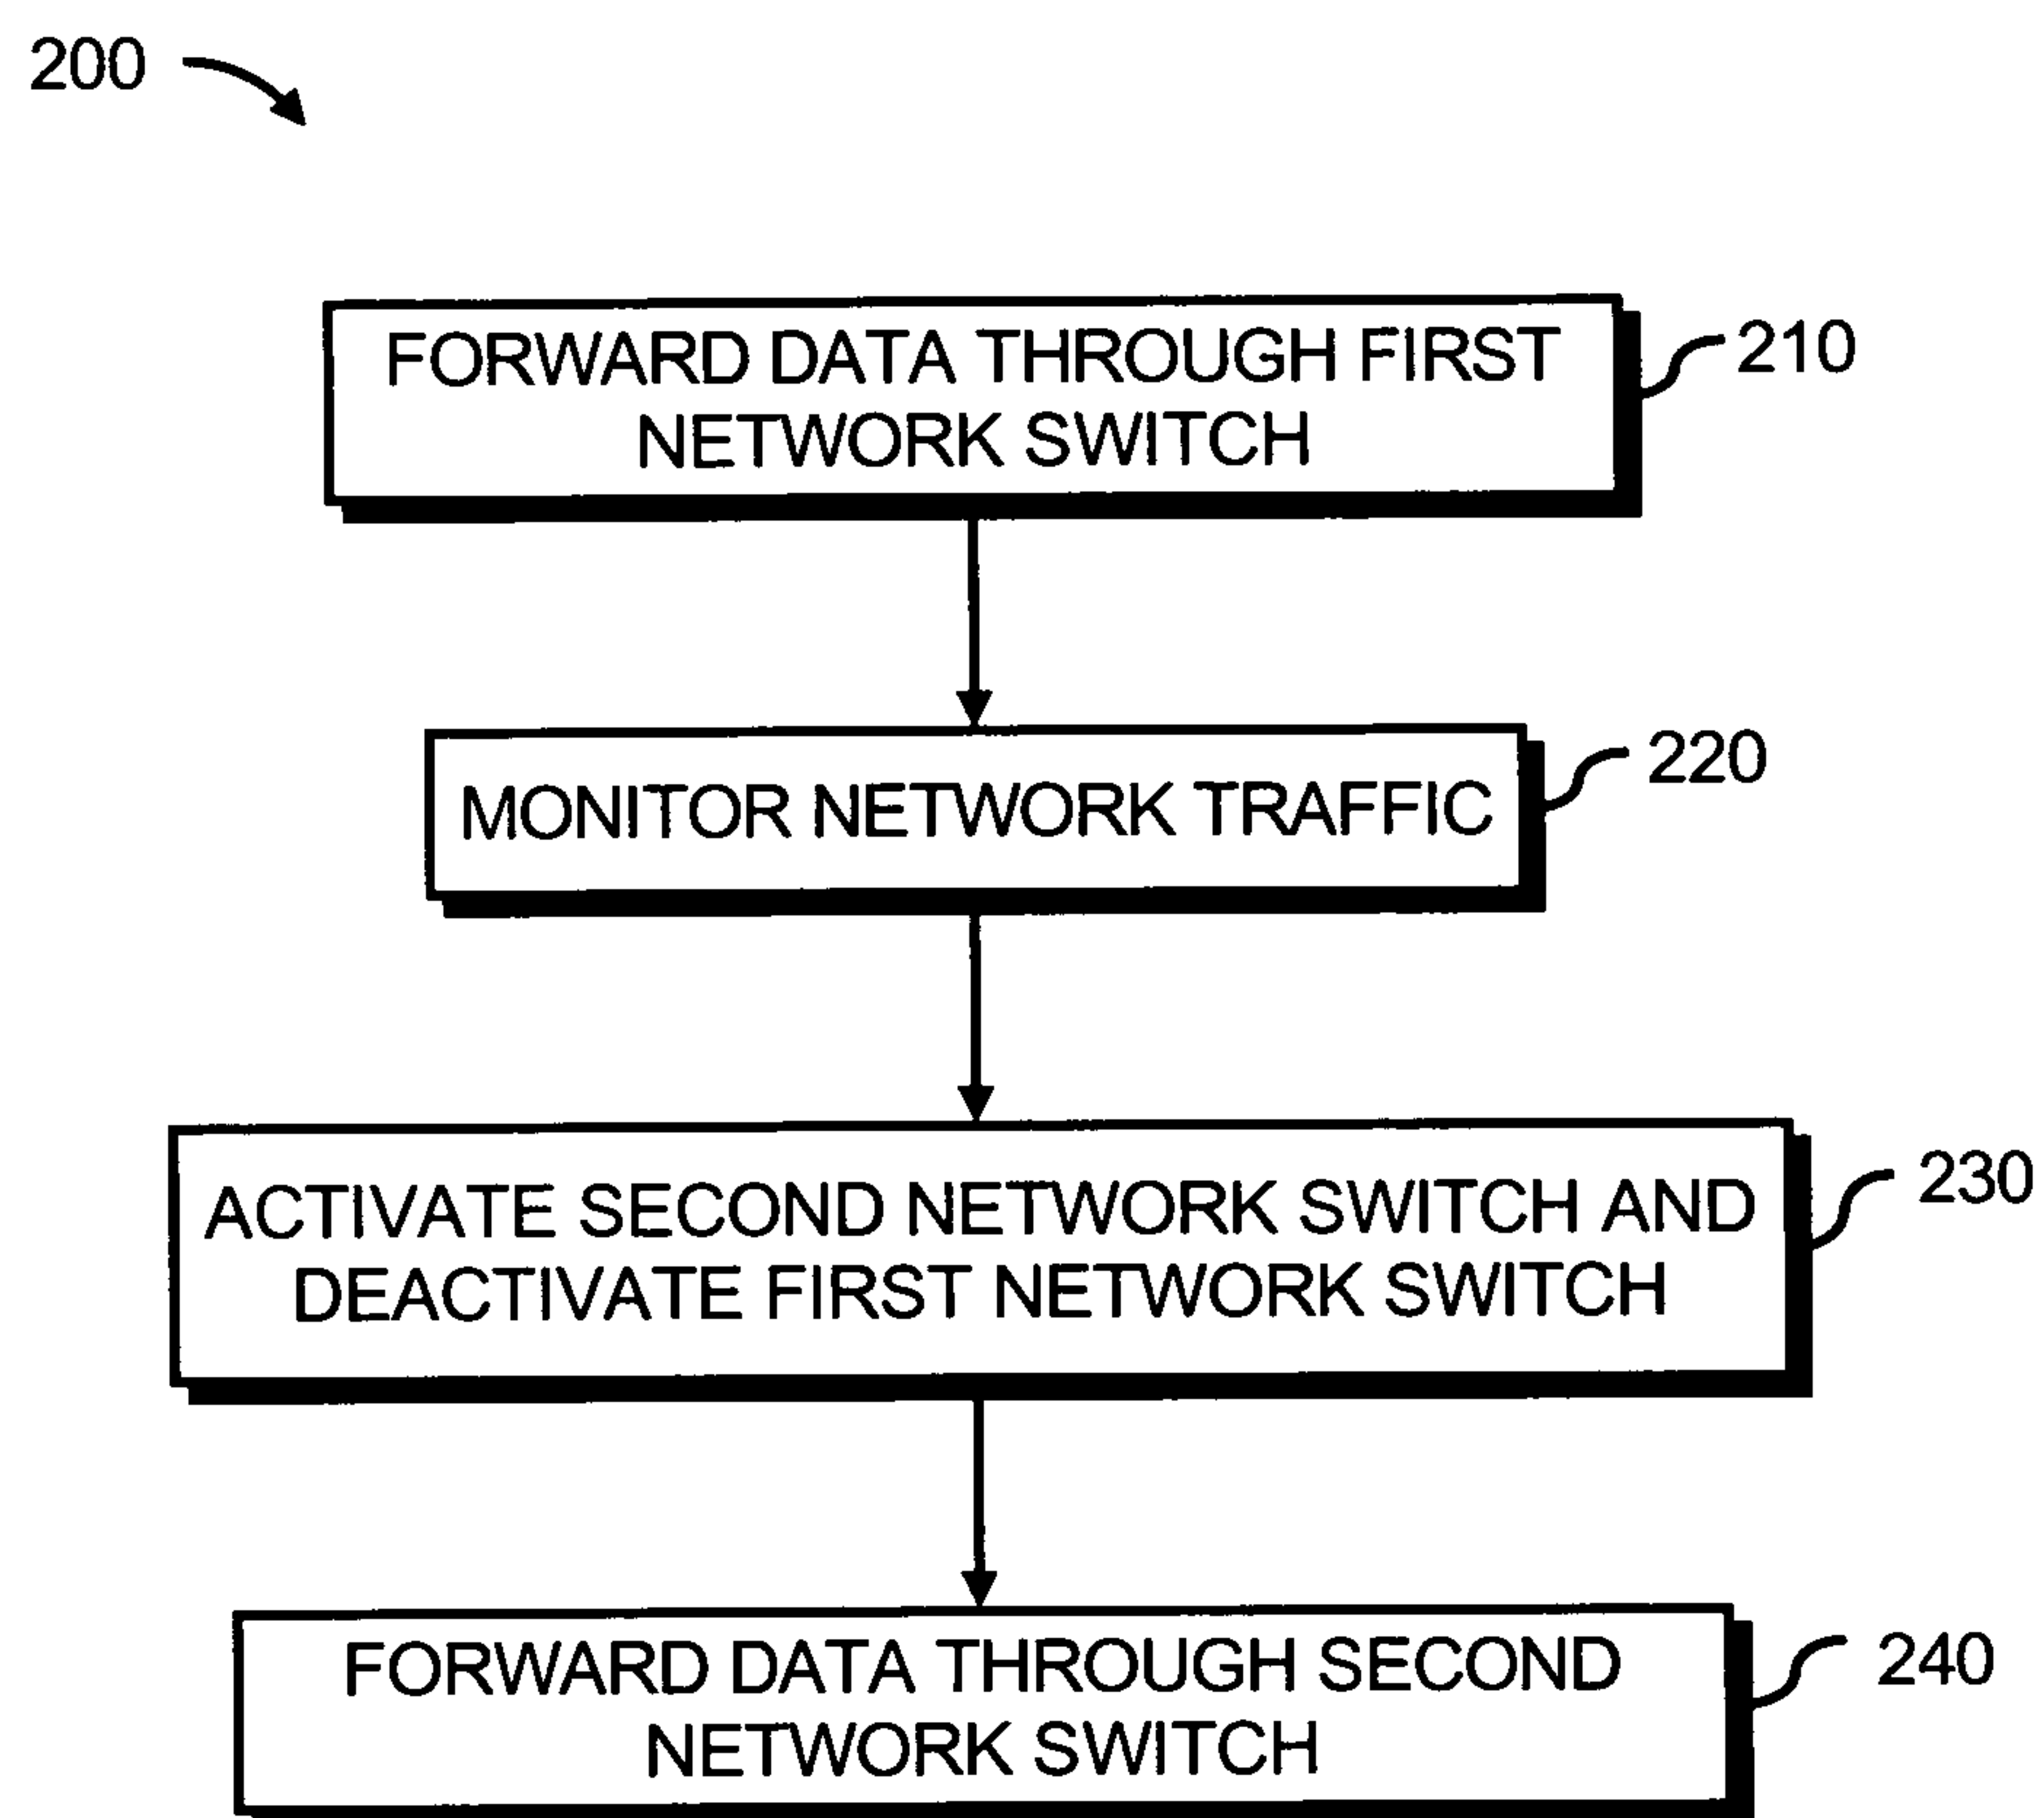 200
FORWARD DATA THROUGH FIRST
NETWORK SWITCH
210
MONITOR NETWORK TRAFFIC
220
ACTIVATE SECOND NETWORK SWITCH AND
DEACTIVATE FIRST NETWORK SWITCH
230
FORWARD DATA THROUGH SECOND
NETWORK SWITCH
240